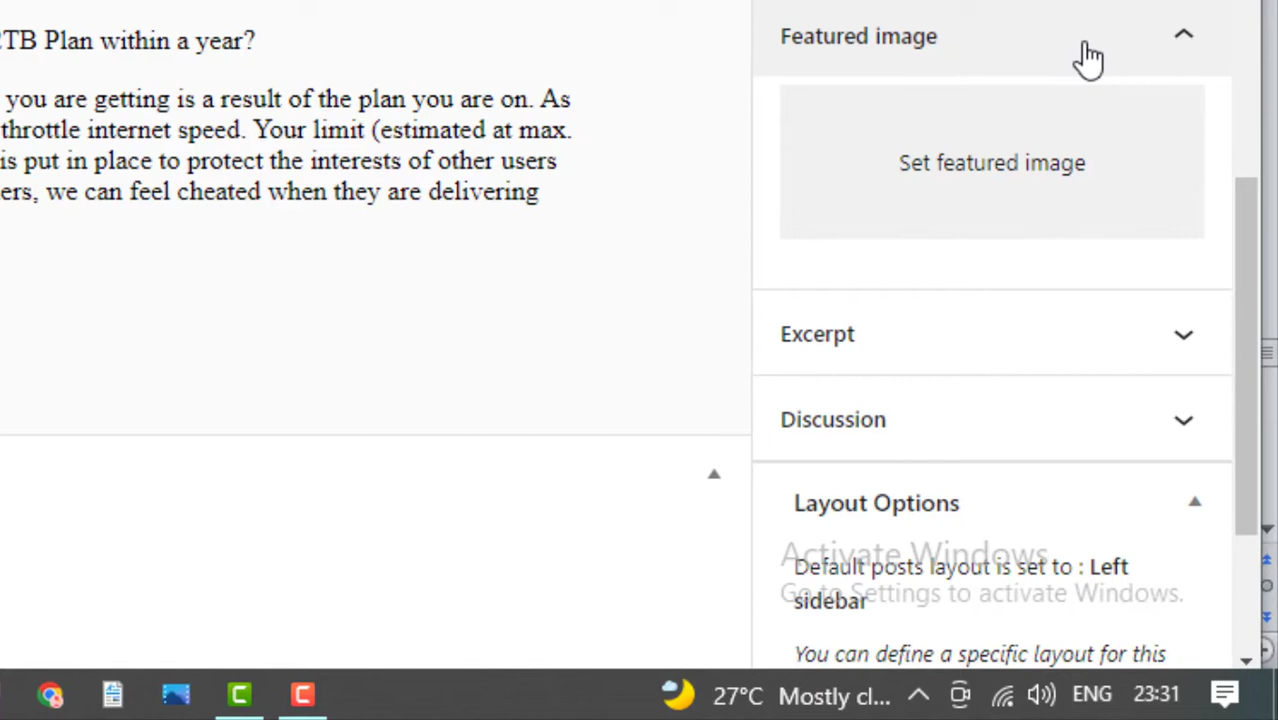 TB Plan within a year?
you are getting is a result of the plan you are on. As
throttle internet speed. Your limit (estimated at max.
is put in place to protect the interests of other users
ers, we can feel cheated when they are delivering
Featured image
Set featured image
Excerpt
Discussion
Layout Options
Activate Windows
Default posts layout is set to : Left
Go to Settings to activate Windows.
sidebar
You can define a specific layout for this
27°C Mostly cl... ENG 23:31